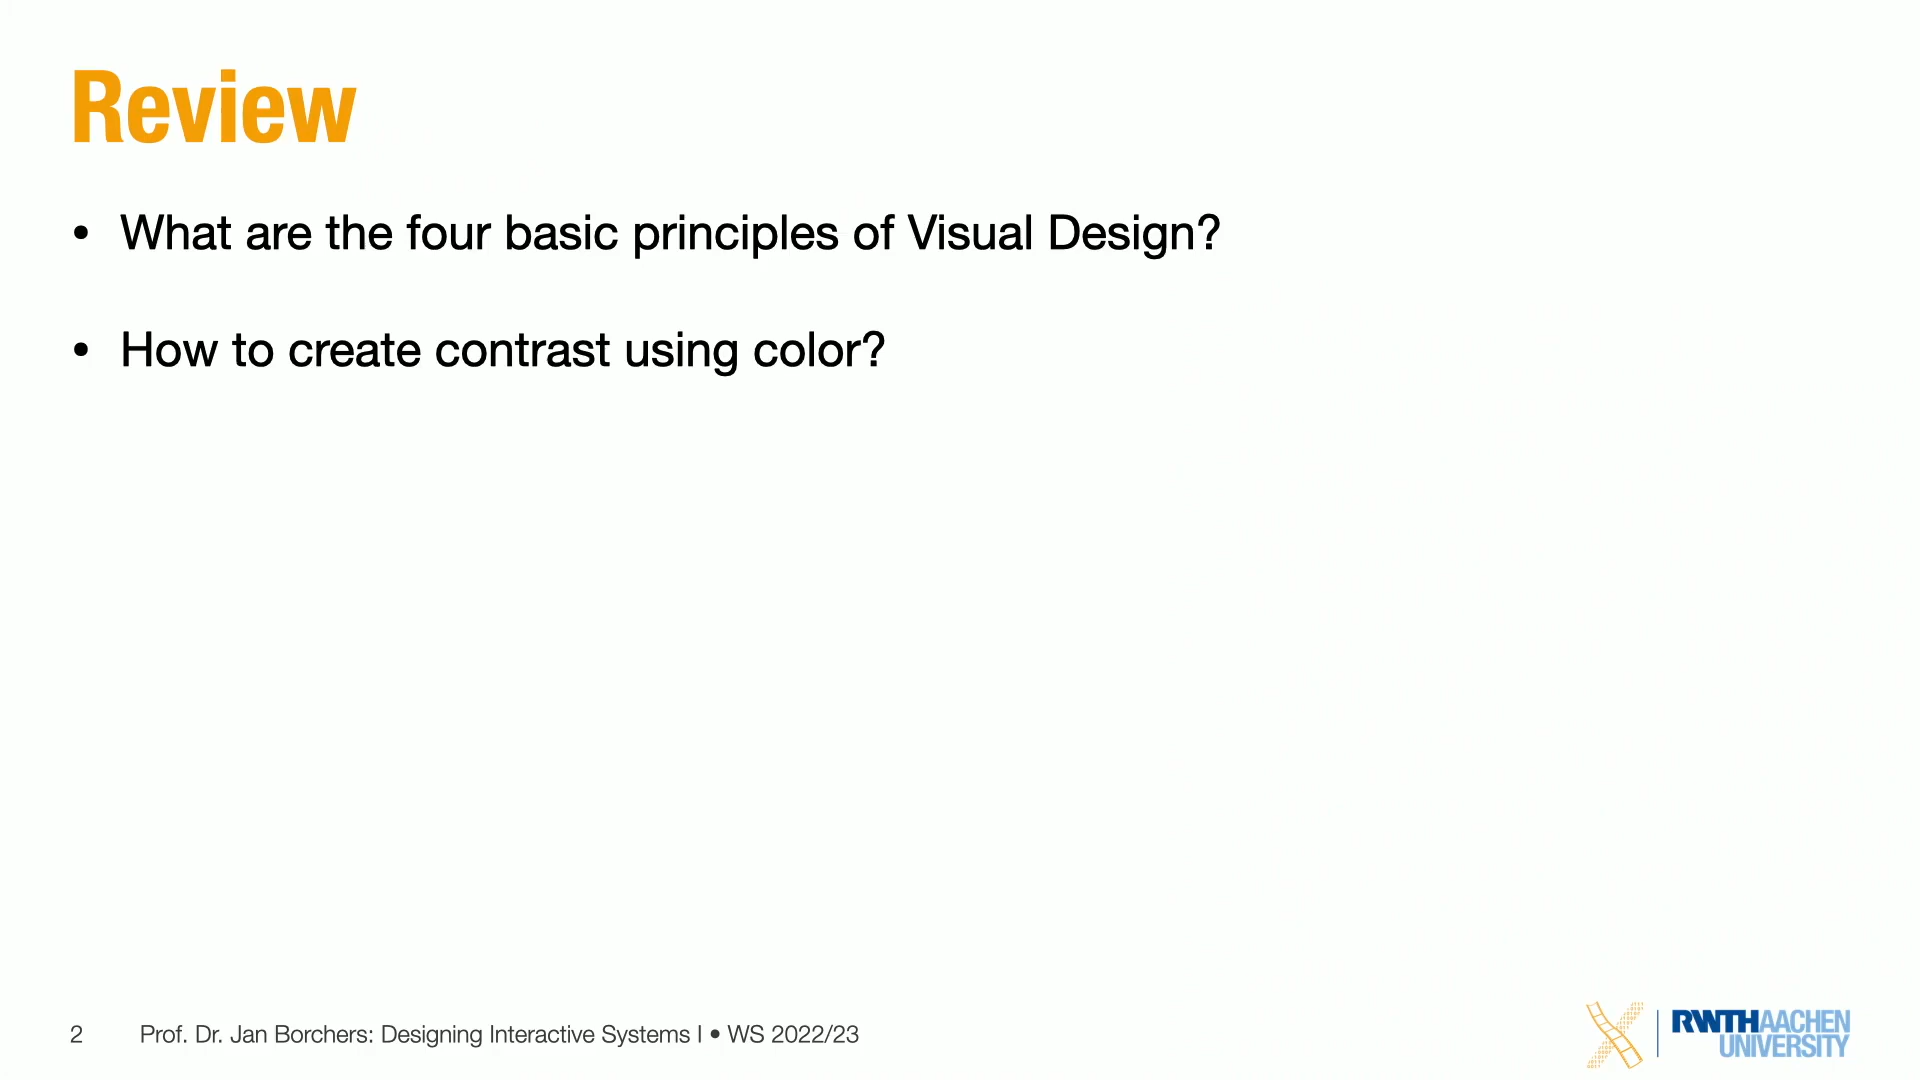 Review
• What are the four basic principles of Visual Design?
• How to create contrast using color?
2 Prof. Dr. Jan Borchers: Designing Interactive Systems I • WS 2022/23
RWTHAACHEN
UNIVERSITY